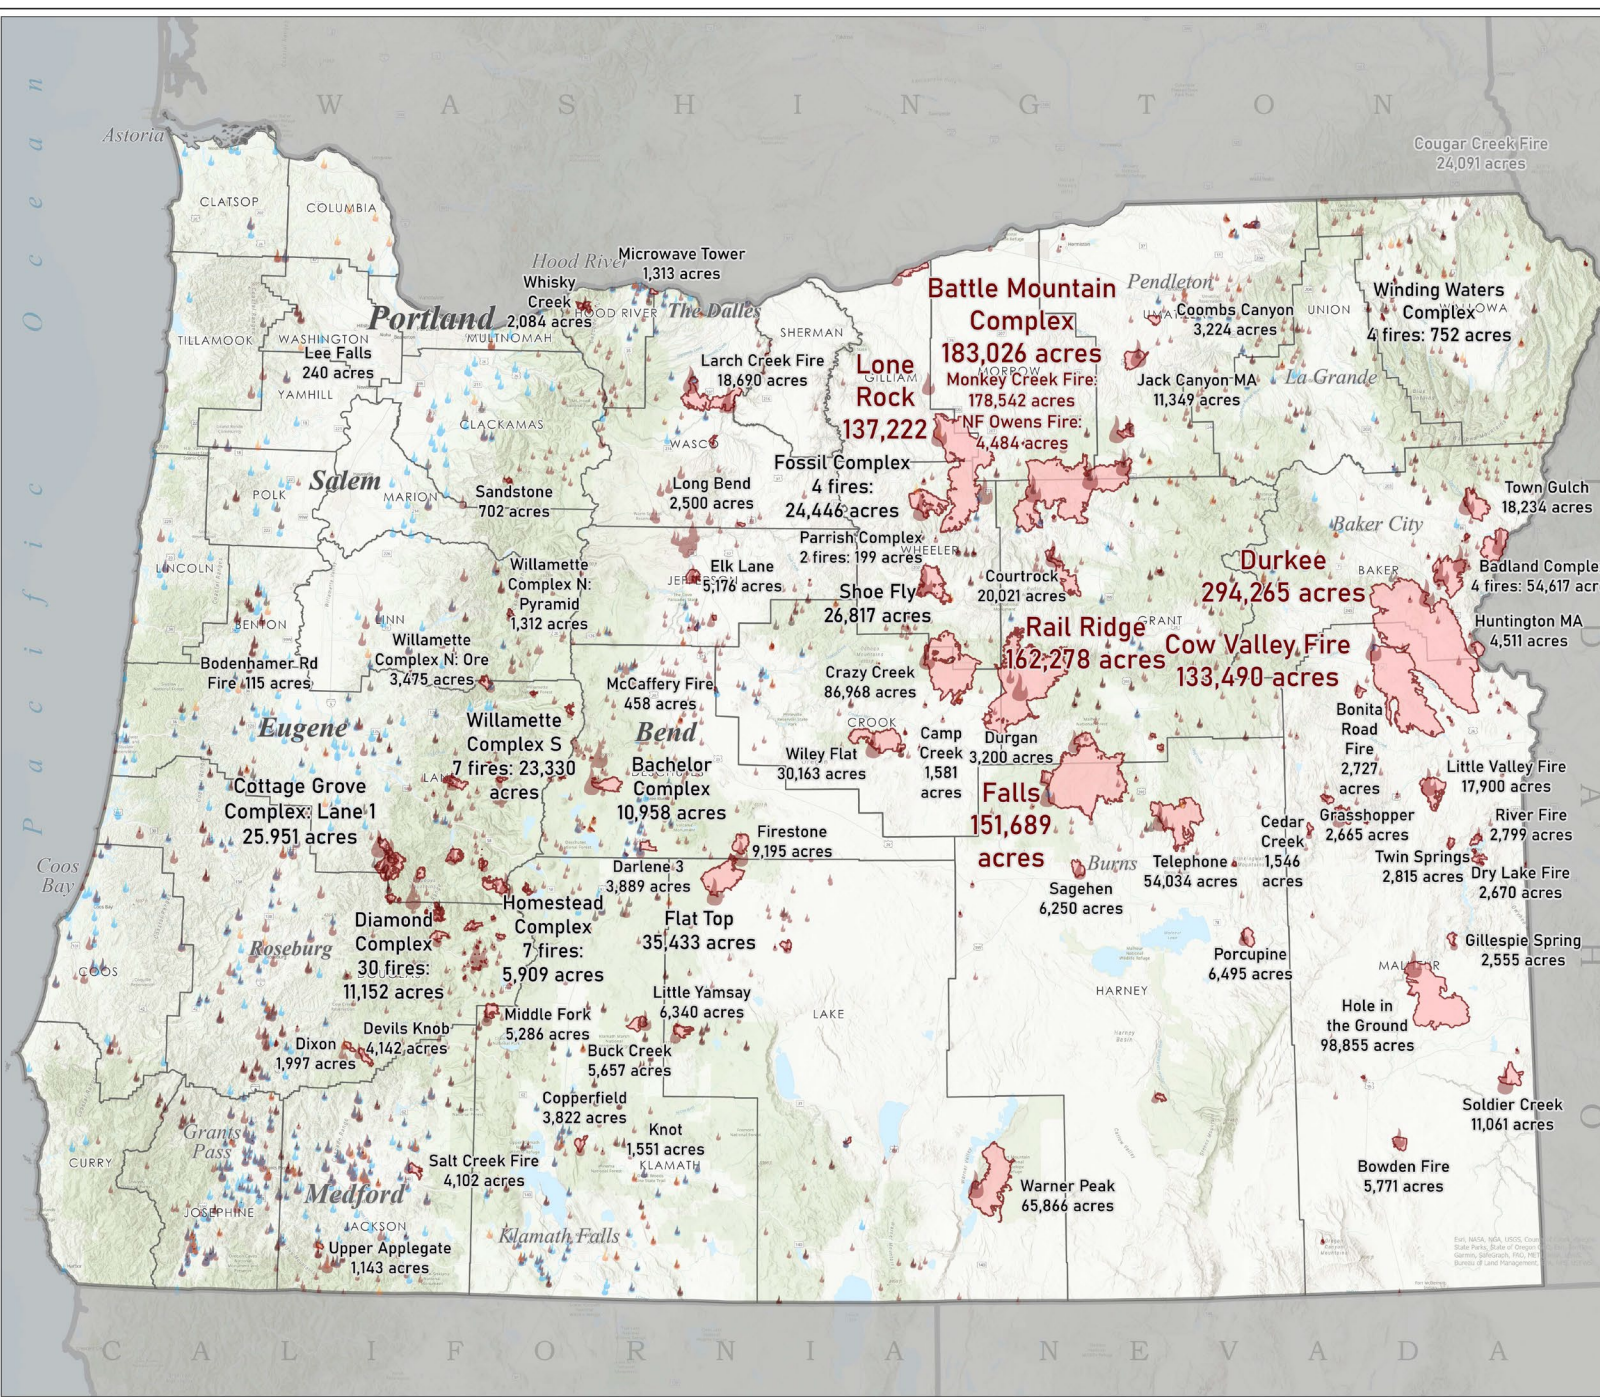 W A S H I N G T O N
Pacific Ocean
Astoria
Cougar Creek Fire
24,091 acres
CLATSOP
COLUMBIA
Hood River
Microwave Tower
1,313 acres
Whisky
Creek
2,084 acres
HOOD RIVER
The Dalles
Portland
MULTNOMAH
TILLAMOOK
WASHINGTON
Lee Falls
240 acres
YAMHILL
SHERMAN
Larch Creek Fire
18,690 acres
GILLIAM
Lone
Rock
137,222
Battle Mountain
Complex
183,026 acres
MORROW
Monkey Creek Fire:
178,542 acres
NF Owens Fire:
4,484 acres
Pendleton
Coombs Canyon
3,224 acres
Jack Canyon MA
11,349 acres
UNION
La Grande
Winding Waters
Complex
4 fires: 752 acres
CLACKAMAS
WASCO
Salem
POLK
MARION
Sandstone
702 acres
Long Bend
2,500 acres
Fossil Complex
4 fires:
24,446 acres
Parrish Complex
2 fires: 199 acres
WHEELER
Town Gulch
18,234 acres
Baker City
BAKER
Durkee
294,265 acres
Badland Comple
4 fires: 54,617 acr
Huntington MA
4,511 acres
LINCOLN
Willamette
Complex N:
Pyramid
1,312 acres
Elk Lane
5,176 acres
JEFFERSON
Shoe Fly
26,817 acres
Courtrock
20,021 acres
BENTON
LINN
Willamette
Complex N: Ore
3,475 acres
Rail Ridge
162,278 acres
GRANT
Cow Valley Fire
133,490 acres
Bodenhamer Rd
Fire 115 acres
McCaffery Fire
458 acres
Crazy Creek
86,968 acres
Eugene
Willamette
Complex S
7 fires: 23,330
acres
Bend
CROOK
Wiley Flat
30,163 acres
Camp
Creek
1,581
acres
Durgan
3,200 acres
Bonita
Road
Fire
2,727
acres
LANE
DESCHUTES
Bachelor
Complex
10,958 acres
Cottage Grove
Complex: Lane 1
25.951 acres
Falls
151,689
acres
Little Valley Fire
17,900 acres
Cedar
Creek
1,546
acres
Grasshopper
2,665 acres
River Fire
2,799 acres
Twin Springs
2,815 acres
Dry Lake Fire
2,670 acres
Firestone
9,195 acres
Darlene 3
3,889 acres
Burns
Telephone
54,034 acres
Sagehen
6,250 acres
Coos
Bay
Diamond
Complex
30 fires:
11,152 acres
DOUGLAS
Homestead
Complex
7 fires:
5,909 acres
Flat Top
35,433 acres
Roseburg
COOS
Porcupine
6,495 acres
Gillespie Spring
2,555 acres
MALHEUR
HARNEY
Little Yamsay
6,340 acres
LAKE
Hole in
the Ground
98,855 acres
Middle Fork
5,286 acres
Devils Knob
4,142 acres
Dixon
1,997 acres
Buck Creek
5,657 acres
Soldier Creek
11,061 acres
Copperfield
3,822 acres
Knot
1,551 acres
KLAMATH
Grants
Pass
CURRY
Salt Creek Fire
4,102 acres
Bowden Fire
5,771 acres
Medford
Warner Peak
65,866 acres
JOSEPHINE
JACKSON
Klamath Falls
Upper Applegate
1,143 acres
D
A
H
O
C A L I F O R N I A
N E V A D A